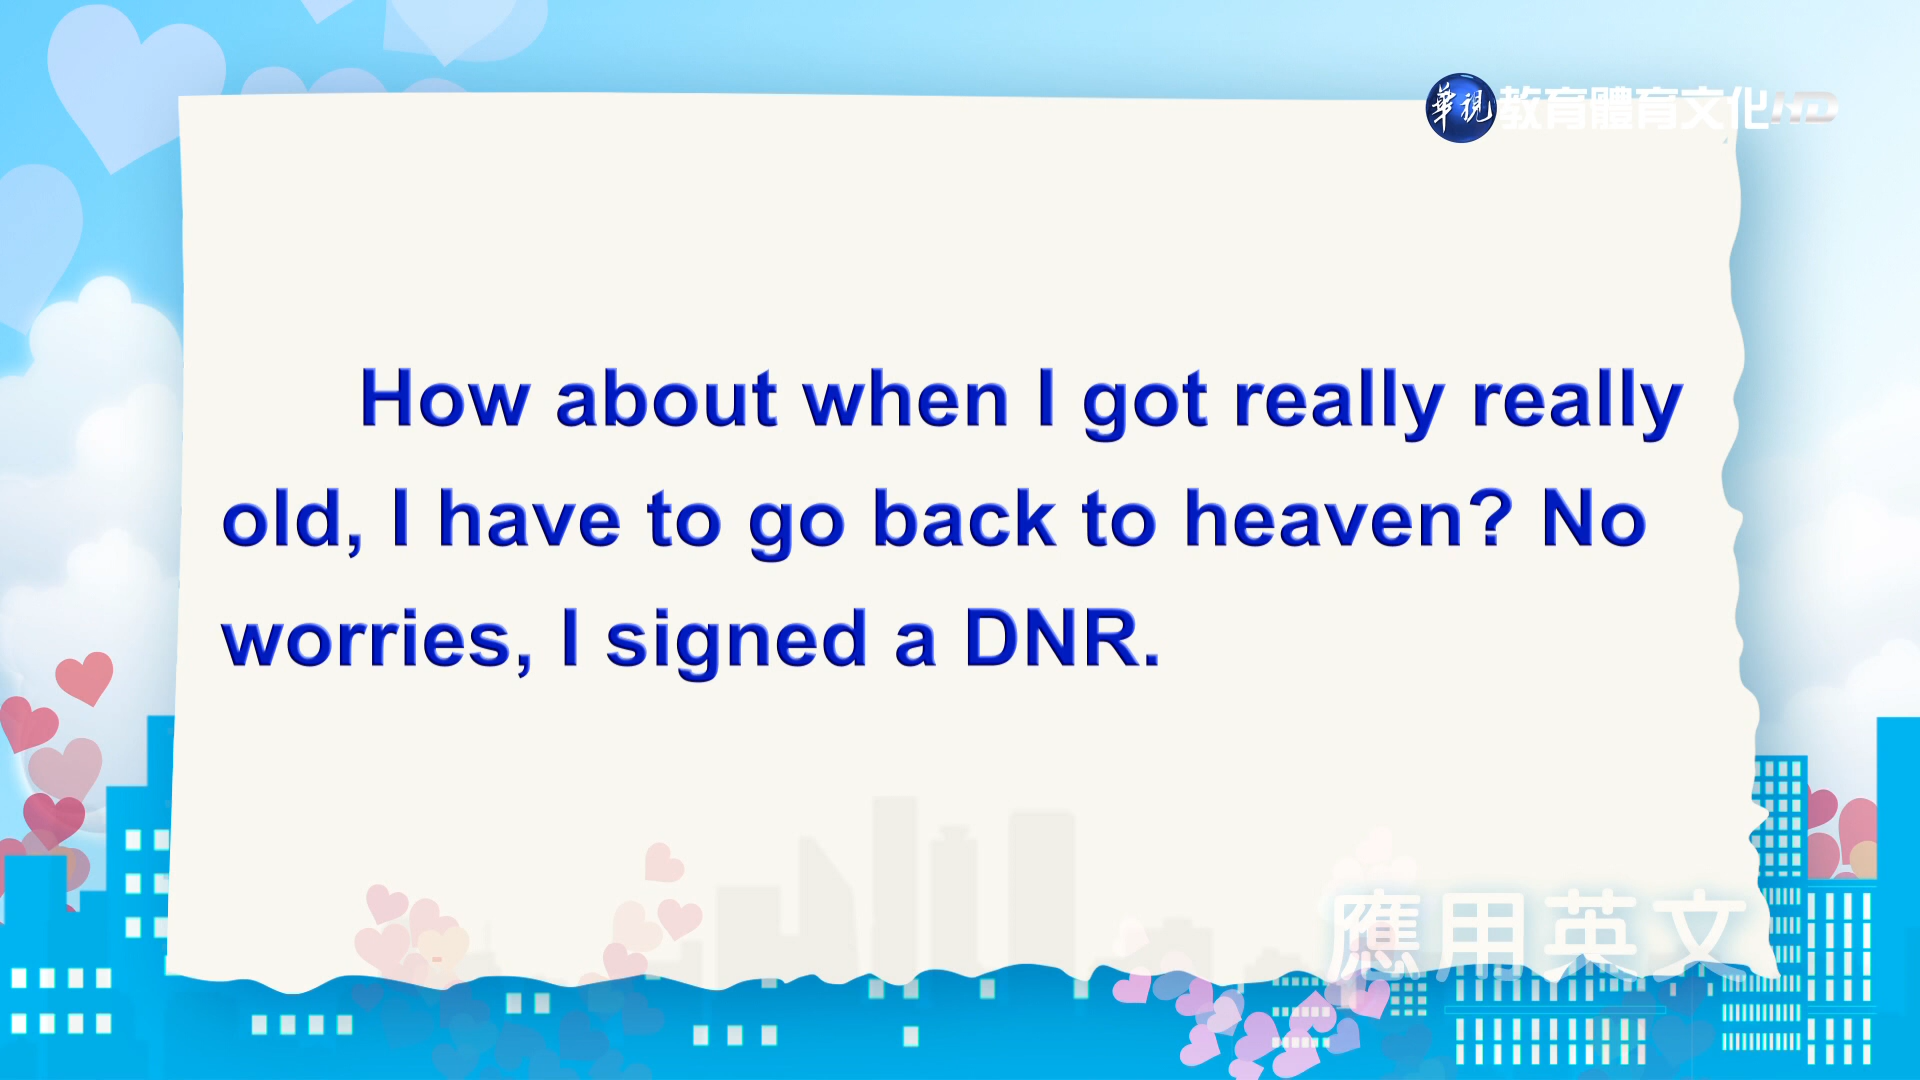 華視 教育體育文化HD
How about when I got really really
old, I have to go back to heaven? No
worries, I signed a DNR.
應用英文